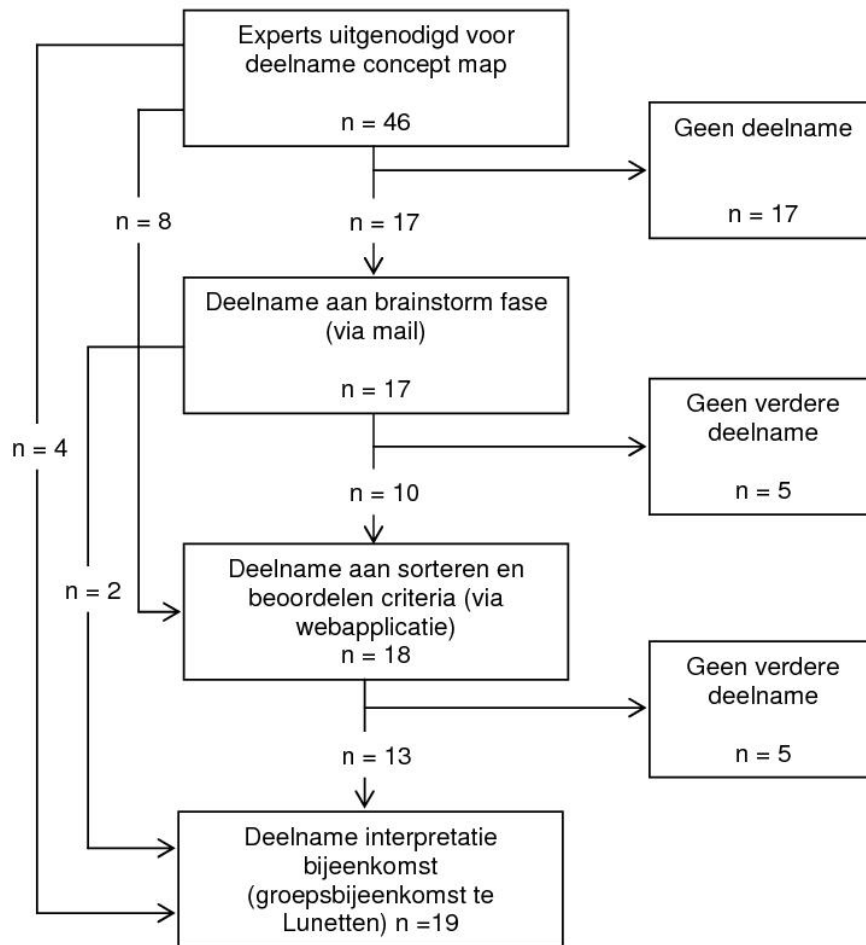 Experts uitgenodigd voor
deelname concept map
n = 46
Geen deelname
n = 17
n = 8
n = 17
Deelname aan brainstorm fase
(via mail)
n = 17
Geen verdere
deelname
n = 5
n = 4
n = 10
Deelname aan sorteren en
beoordelen criteria (via
webapplicatie)
n = 18
n = 2
Geen verdere
deelname
n = 5
n = 13
Deelname interpretatie
bijeenkomst
(groepsbijeenkomst te
Lunetten) n =19